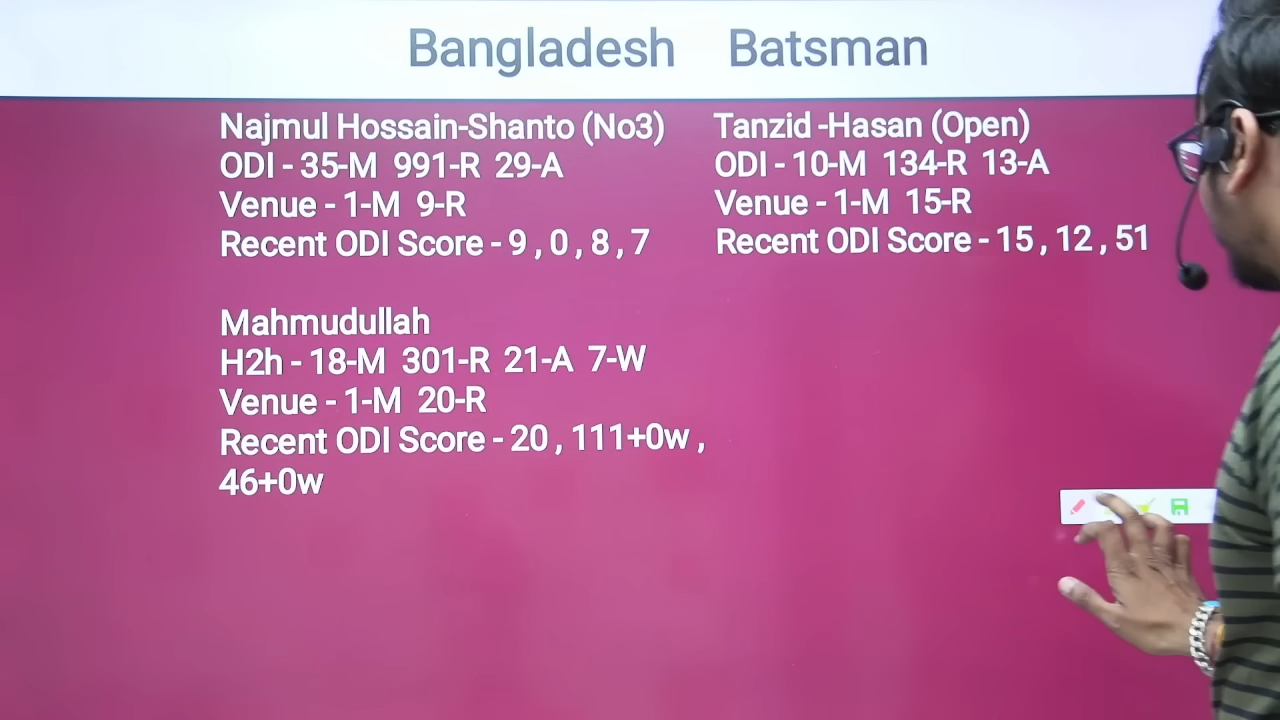 Bangladesh Batsman
Najmul Hossain-Shanto (No3)
ODI - 35-M 991-R 29-A
Venue - 1-M 9-R
Recent ODI Score - 9 , 0 , 8 , 7
Tanzid -Hasan (Open)
ODI - 10-M 134-R 13-A
Venue - 1-M 15-R
Recent ODI Score - 15 , 12 , 51
Mahmudullah
H2h - 18-M 301-R 21-A 7-W
Venue - 1-M 20-R
Recent ODI Score - 20 , 111+0w ,
46+0w